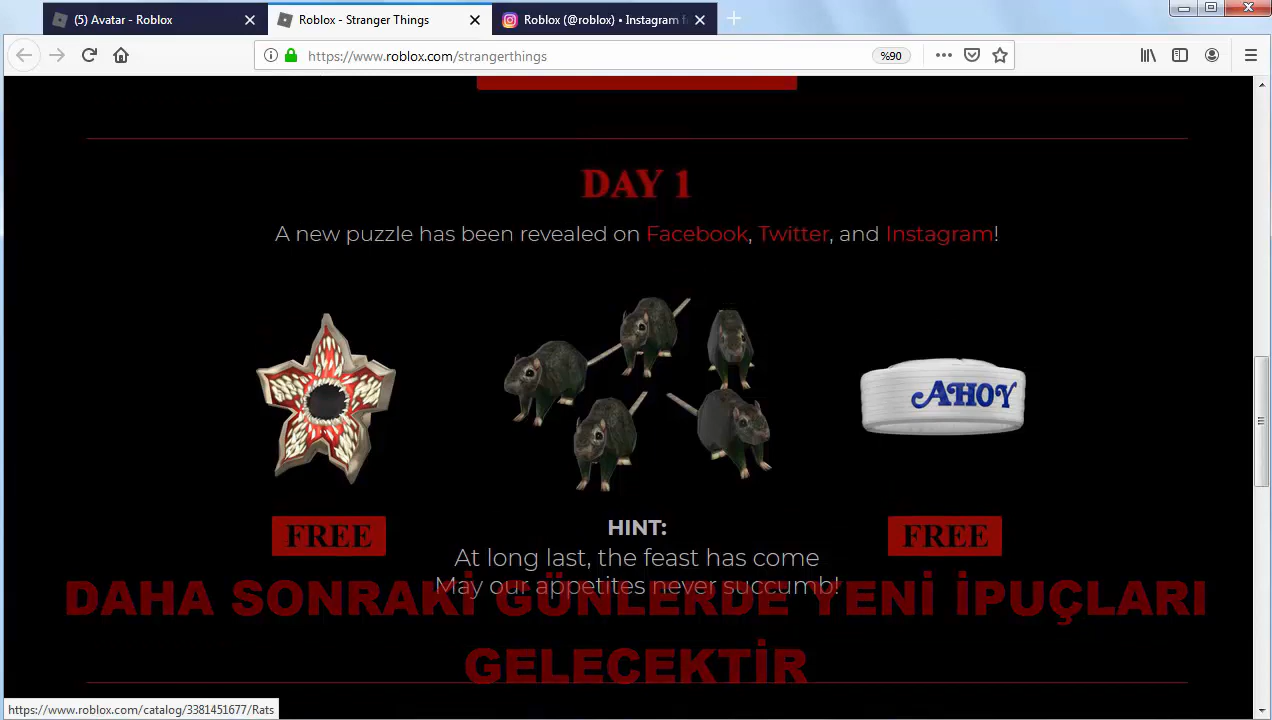 (5) Avatar - Roblox
Roblox - Stranger Things
Roblox (@roblox) • Instagram f
https://www.roblox.com/strangerthings
%90
DAY 1
A new puzzle has been revealed on Facebook, Twitter, and Instagram!
AHOY
FREE
HINT:
FREE
At long last, the feast has come
May our appetites never succumb!
DAHA SONRAKİ GÜNLERDE YENİ İPUÇLARI
GELECEKTİR
https://www.roblox.com/catalog/3381451677/Rats